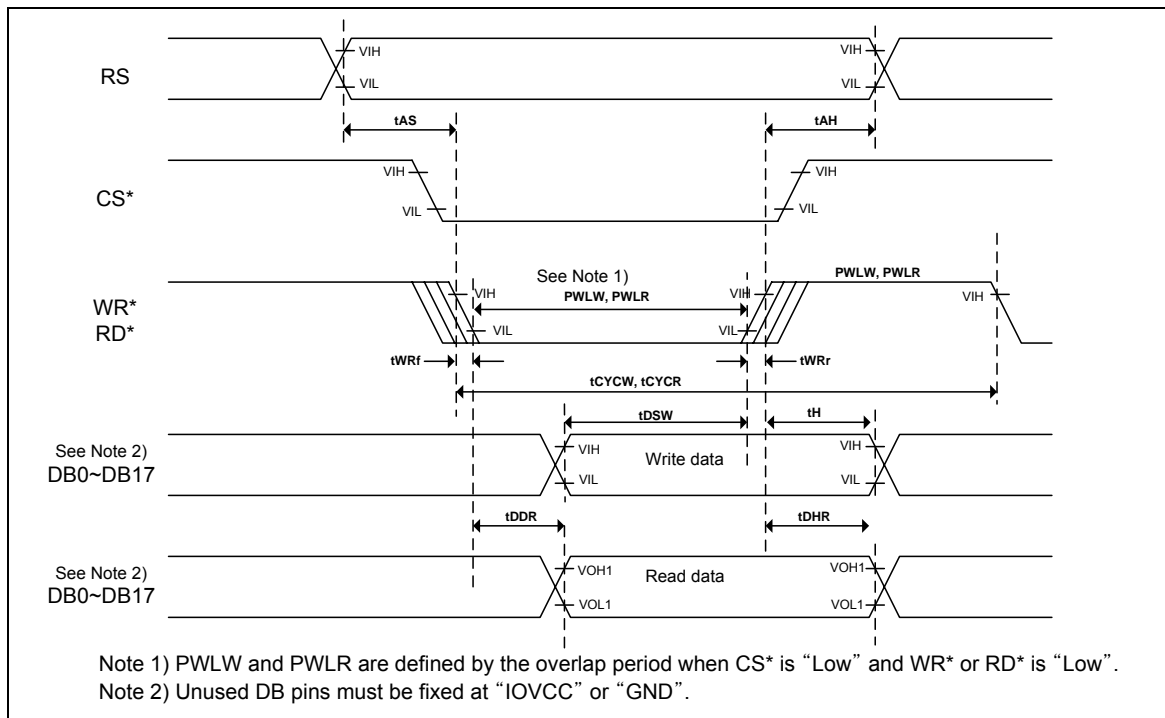 RS
VIH
VIH
VIL
VIL
tAS
tAH
CS*
VIH
VIH
VIL
VIL
See Note 1)
PWLW, PWLR
WR*
RD*
VIH
PWLW, PWLR
VIH
VIH
VIL
VIL
tWRf
tWRr
tCYCW, tCYCR
tDSW
tH
See Note 2)
DB0~DB17
VIH
Write data
VIH
VIL
VIL
tDDR
tDHR
See Note 2)
DB0~DB17
VOH1
Read data
VOH1
VOL1
VOL1
Note 1) PWLW and PWLR are defined by the overlap period when CS* is “Low” and WR* or RD* is “Low”.
Note 2) Unused DB pins must be fixed at “IOVCC” or “GND”.